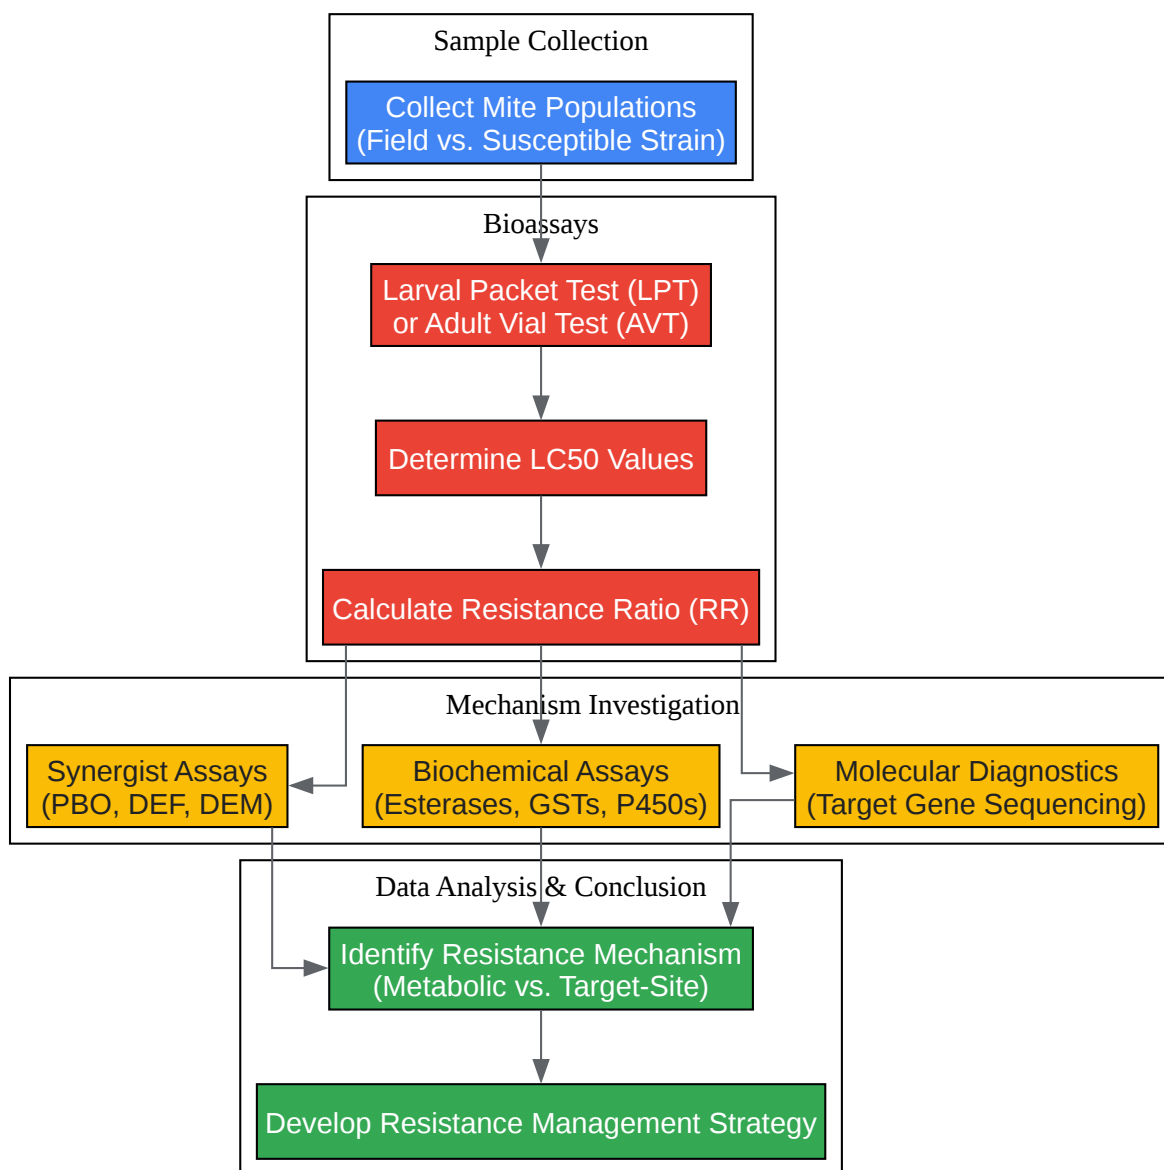 Sample Collection
Collect Mite Populations
(Field vs. Susceptible Strain)
Bioassays
Larval Packet Test (LPT)
or Adult Vial Test (AVT)
Determine LC50 Values
Calculate Resistance Ratio (RR)
Mechanism Investigation
Synergist Assays
(PBO, DEF, DEM)
Biochemical Assays
(Esterases, GSTs, P450s)
Molecular Diagnostics
(Target Gene Sequencing)
Data Analysis & Conclusion
Identify Resistance Mechanism
(Metabolic vs. Target-Site)
Develop Resistance Management Strategy